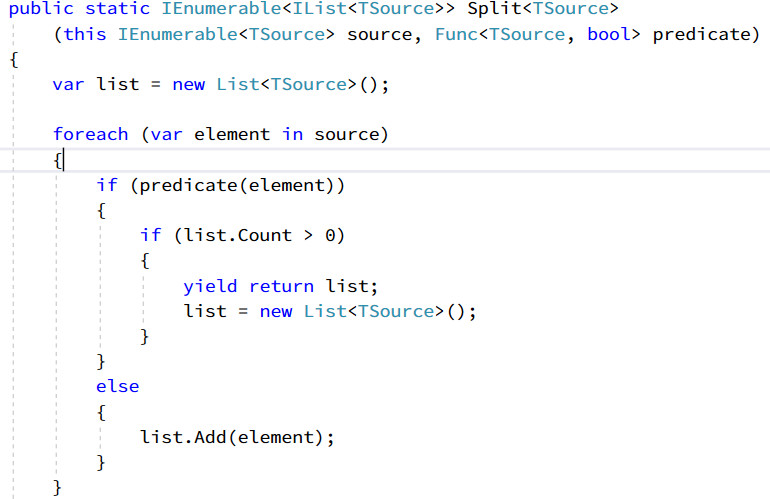 public static IEnumerable<IList<TSource>> Split<TSource>
    (this IEnumerable<TSource> source, Func<TSource, bool> predicate)
{
    var list = new List<TSource>();

    foreach (var element in source)
    {
        if (predicate(element))
        {
            if (list.Count > 0)
            {
                yield return list;
                list = new List<TSource>();
            }
        }
        else
        {
            list.Add(element);
        }
    }